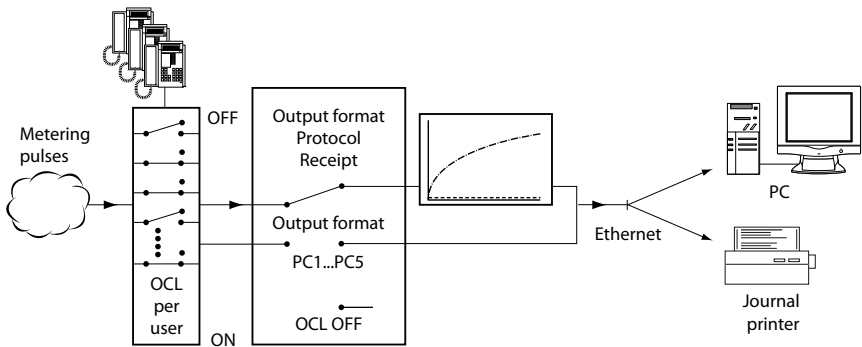 Metering
pulses
OFF
OCL
per
user
ON
Output format
Protocol
Receipt
Output format
PC1...PC5
OCL OFF
Ethernet
PC
Journal
printer